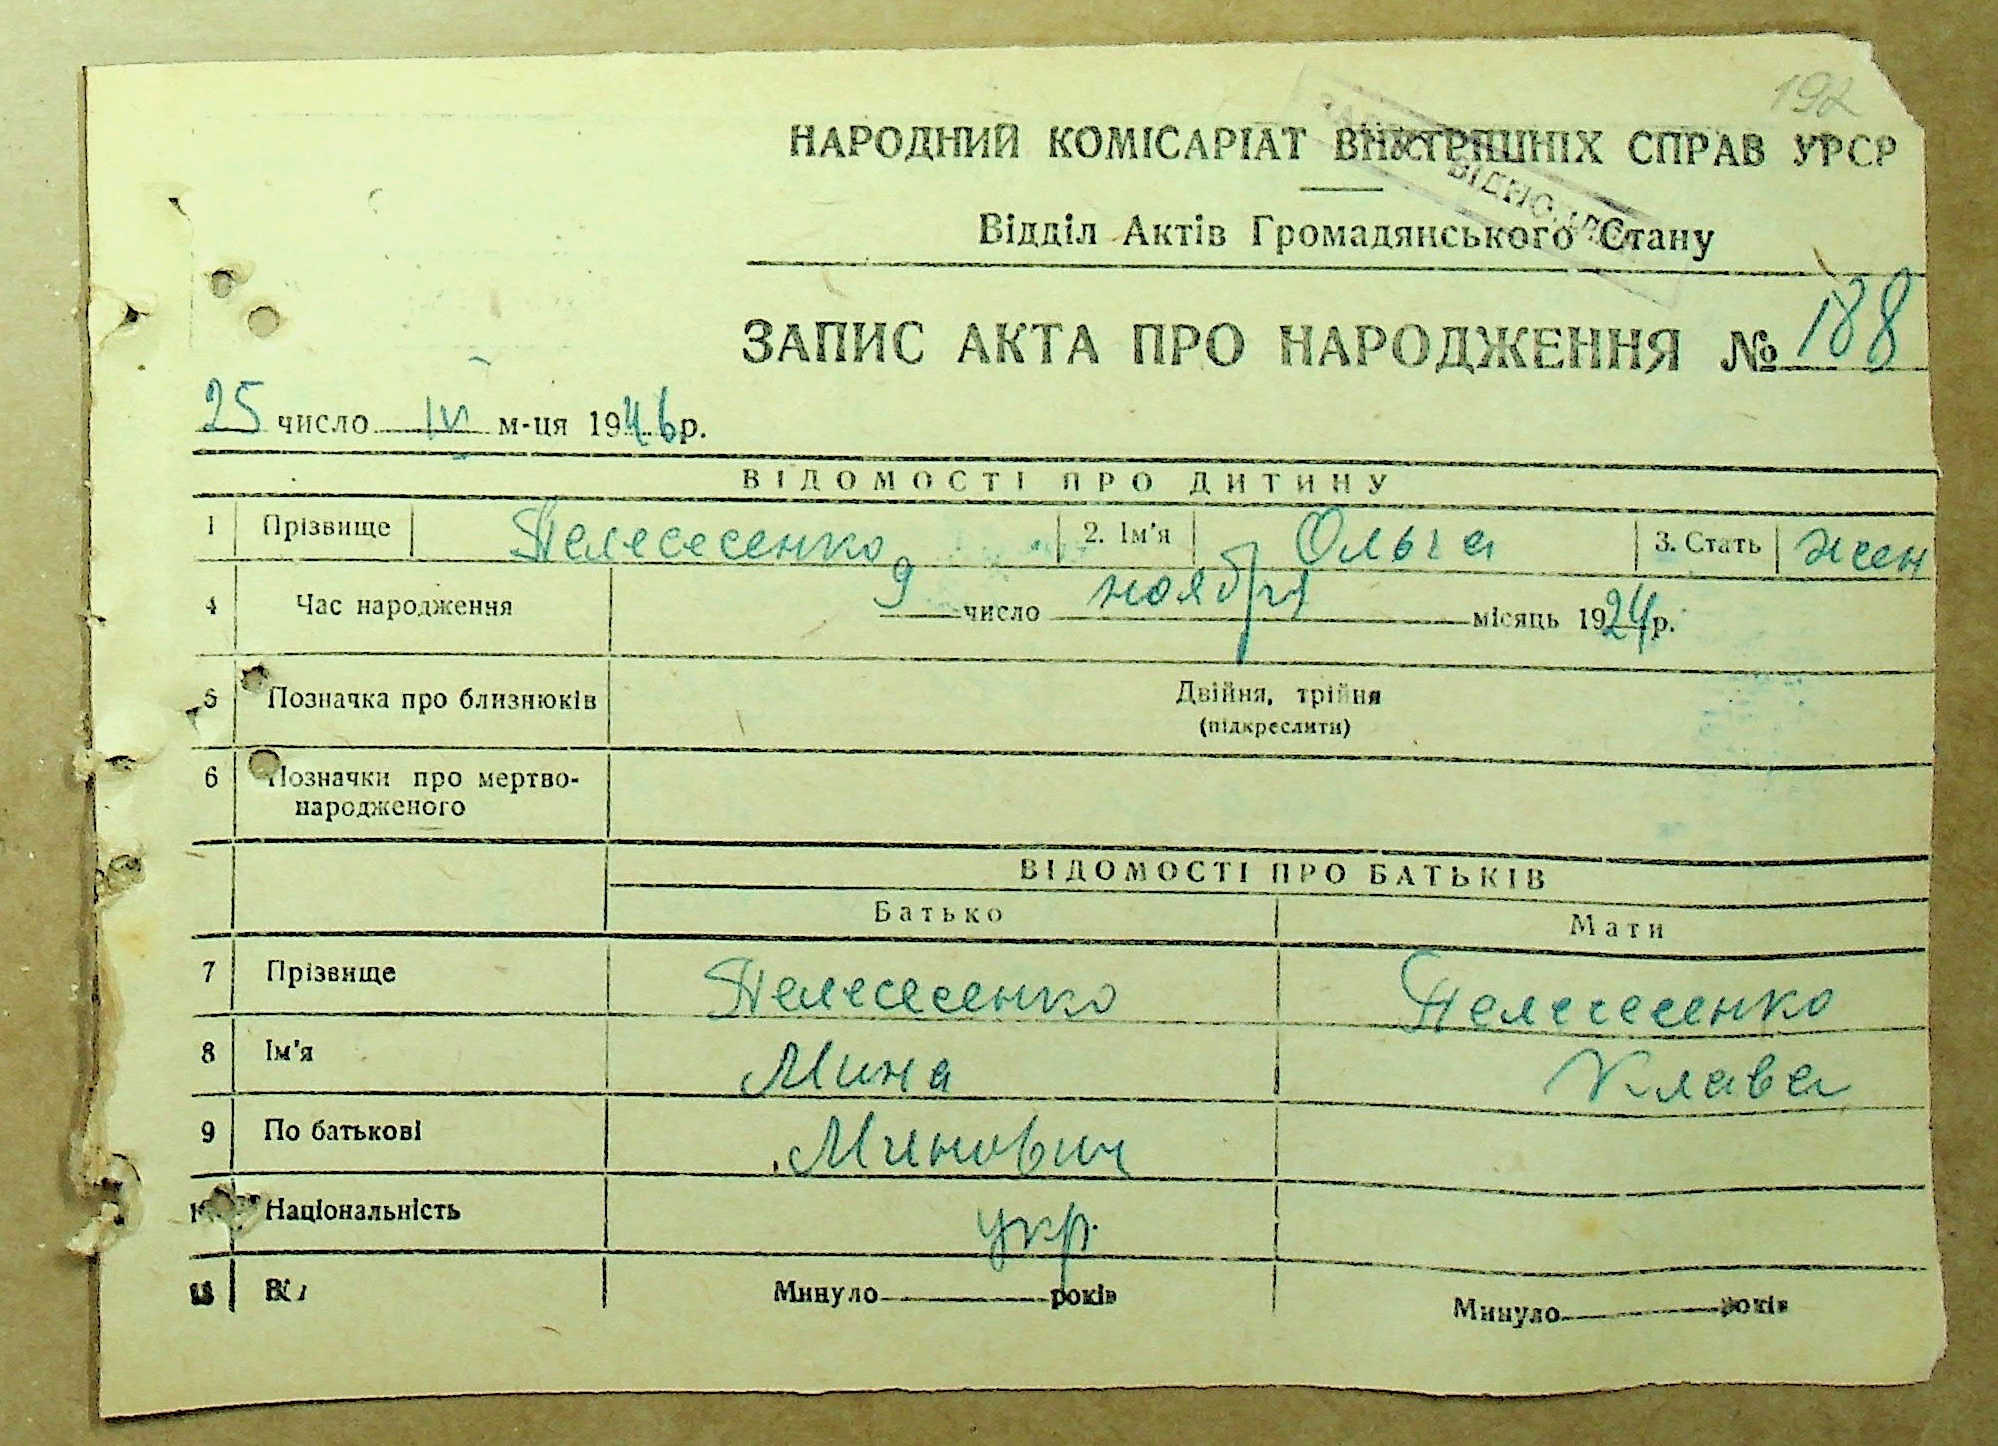 192
НАРОДНИЙ КОМІСАРІАТ ВНУТРІШНІХ СПРАВ УРСР
Відділ Актів Громадянського Стану
ЗАПИС АКТА ПРО НАРОДЖЕННЯ № 188
25 число IV м-ця 1946 р.
ВІДОМОСТІ ПРО ДИТИНУ
1 Прізвище Телесесенко 2. Ім'я Ольга 3. Стать жен
4 Час народження 9 число ноября місяць 1924 р.
5 Позначка про близнюків Двійня, трійня
(підкреслити)
6 Позначки про мертво-
народженого
ВІДОМОСТІ ПРО БАТЬКІВ
Батько Мати
7 Прізвище Телесесенко Телесесенко
8 Ім'я Мина Клава
9 По батькові Минович
Національність укр.
Минуло років Минуло років